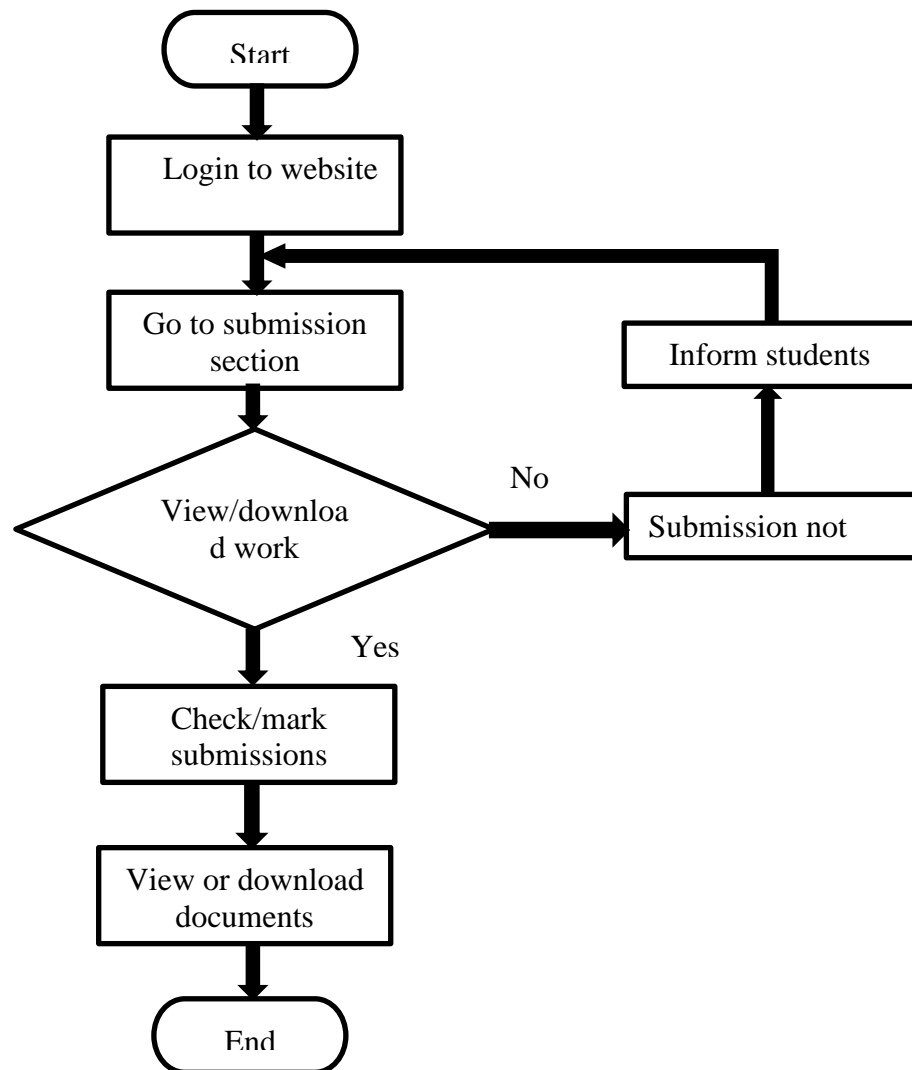 Start
Login to website
Go to submission
section
Inform students
No
View/downloa
d work
Submission not
Yes
Check/mark
submissions
View or download
documents
End